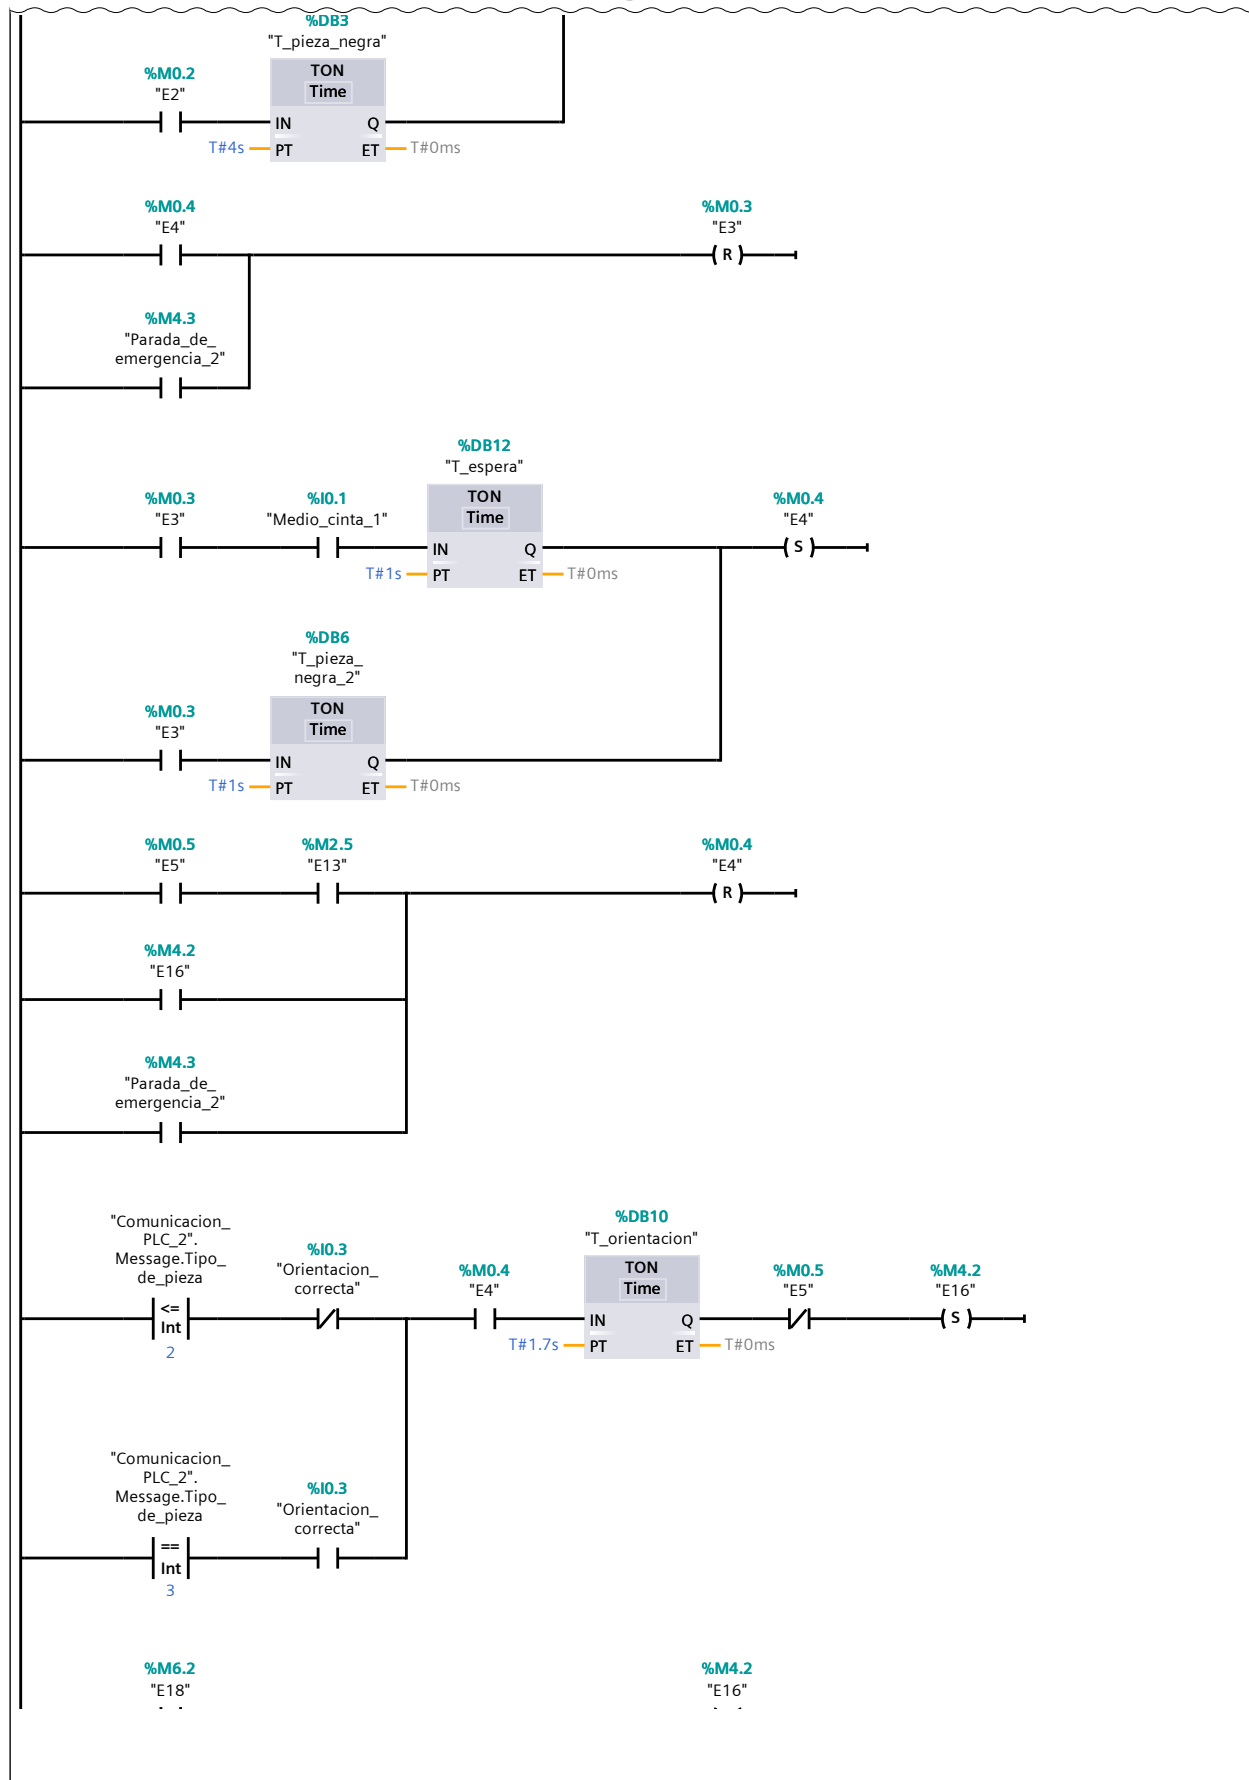 %DB3
"T_pieza_negra"
TON
Time
%M0.2
"E2"
IN Q
T#4s PT ET T#0ms
%M0.4
"E4"
%M0.3
"E3"
( R )
%M4.3
"Parada_de_
emergencia_2"
%DB12
"T_espera"
TON
Time
%M0.3
"E3"
%I0.1
"Medio_cinta_1"
%M0.4
"E4"
IN Q
( S )
T#1s PT ET T#0ms
%DB6
"T_pieza_
negra_2"
TON
Time
%M0.3
"E3"
IN Q
T#1s PT ET T#0ms
%M0.5
"E5"
%M2.5
"E13"
%M0.4
"E4"
( R )
%M4.2
"E16"
%M4.3
"Parada_de_
emergencia_2"
"Comunicacion_
PLC_2".
Message.Tipo_
de_pieza
<=
Int
2
%I0.3
"Orientacion_
correcta"
%M0.4
"E4"
%DB10
"T_orientacion"
TON
Time
IN Q
T#1.7s PT ET T#0ms
%M0.5
"E5"
%M4.2
"E16"
( S )
"Comunicacion_
PLC_2".
Message.Tipo_
de_pieza
==
Int
3
%I0.3
"Orientacion_
correcta"
%M6.2
"E18"
%M4.2
"E16"